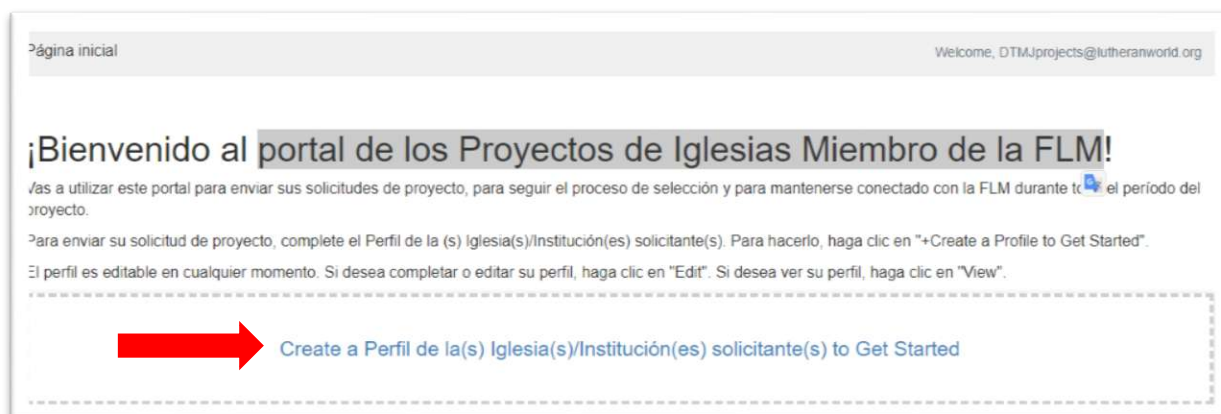 Página inicial
Welcome, DTMJprojects@lutheranworld.org
¡Bienvenido al portal de los Proyectos de Iglesias Miembro de la FLM!
Vas a utilizar este portal para enviar sus solicitudes de proyecto, para seguir el proceso de selección y para mantenerse conectado con la FLM durante el período del
proyecto.
Para enviar su solicitud de proyecto, complete el Perfil de la (s) Iglesia(s)/Institución(es) solicitante(s). Para hacerlo, haga clic en "+Create a Profile to Get Started".
El perfil es editable en cualquier momento. Si desea completar o editar su perfil, haga clic en "Edit". Si desea ver su perfil, haga clic en "View".
Create a Perfil de la(s) Iglesia(s)/Institución(es) solicitante(s) to Get Started